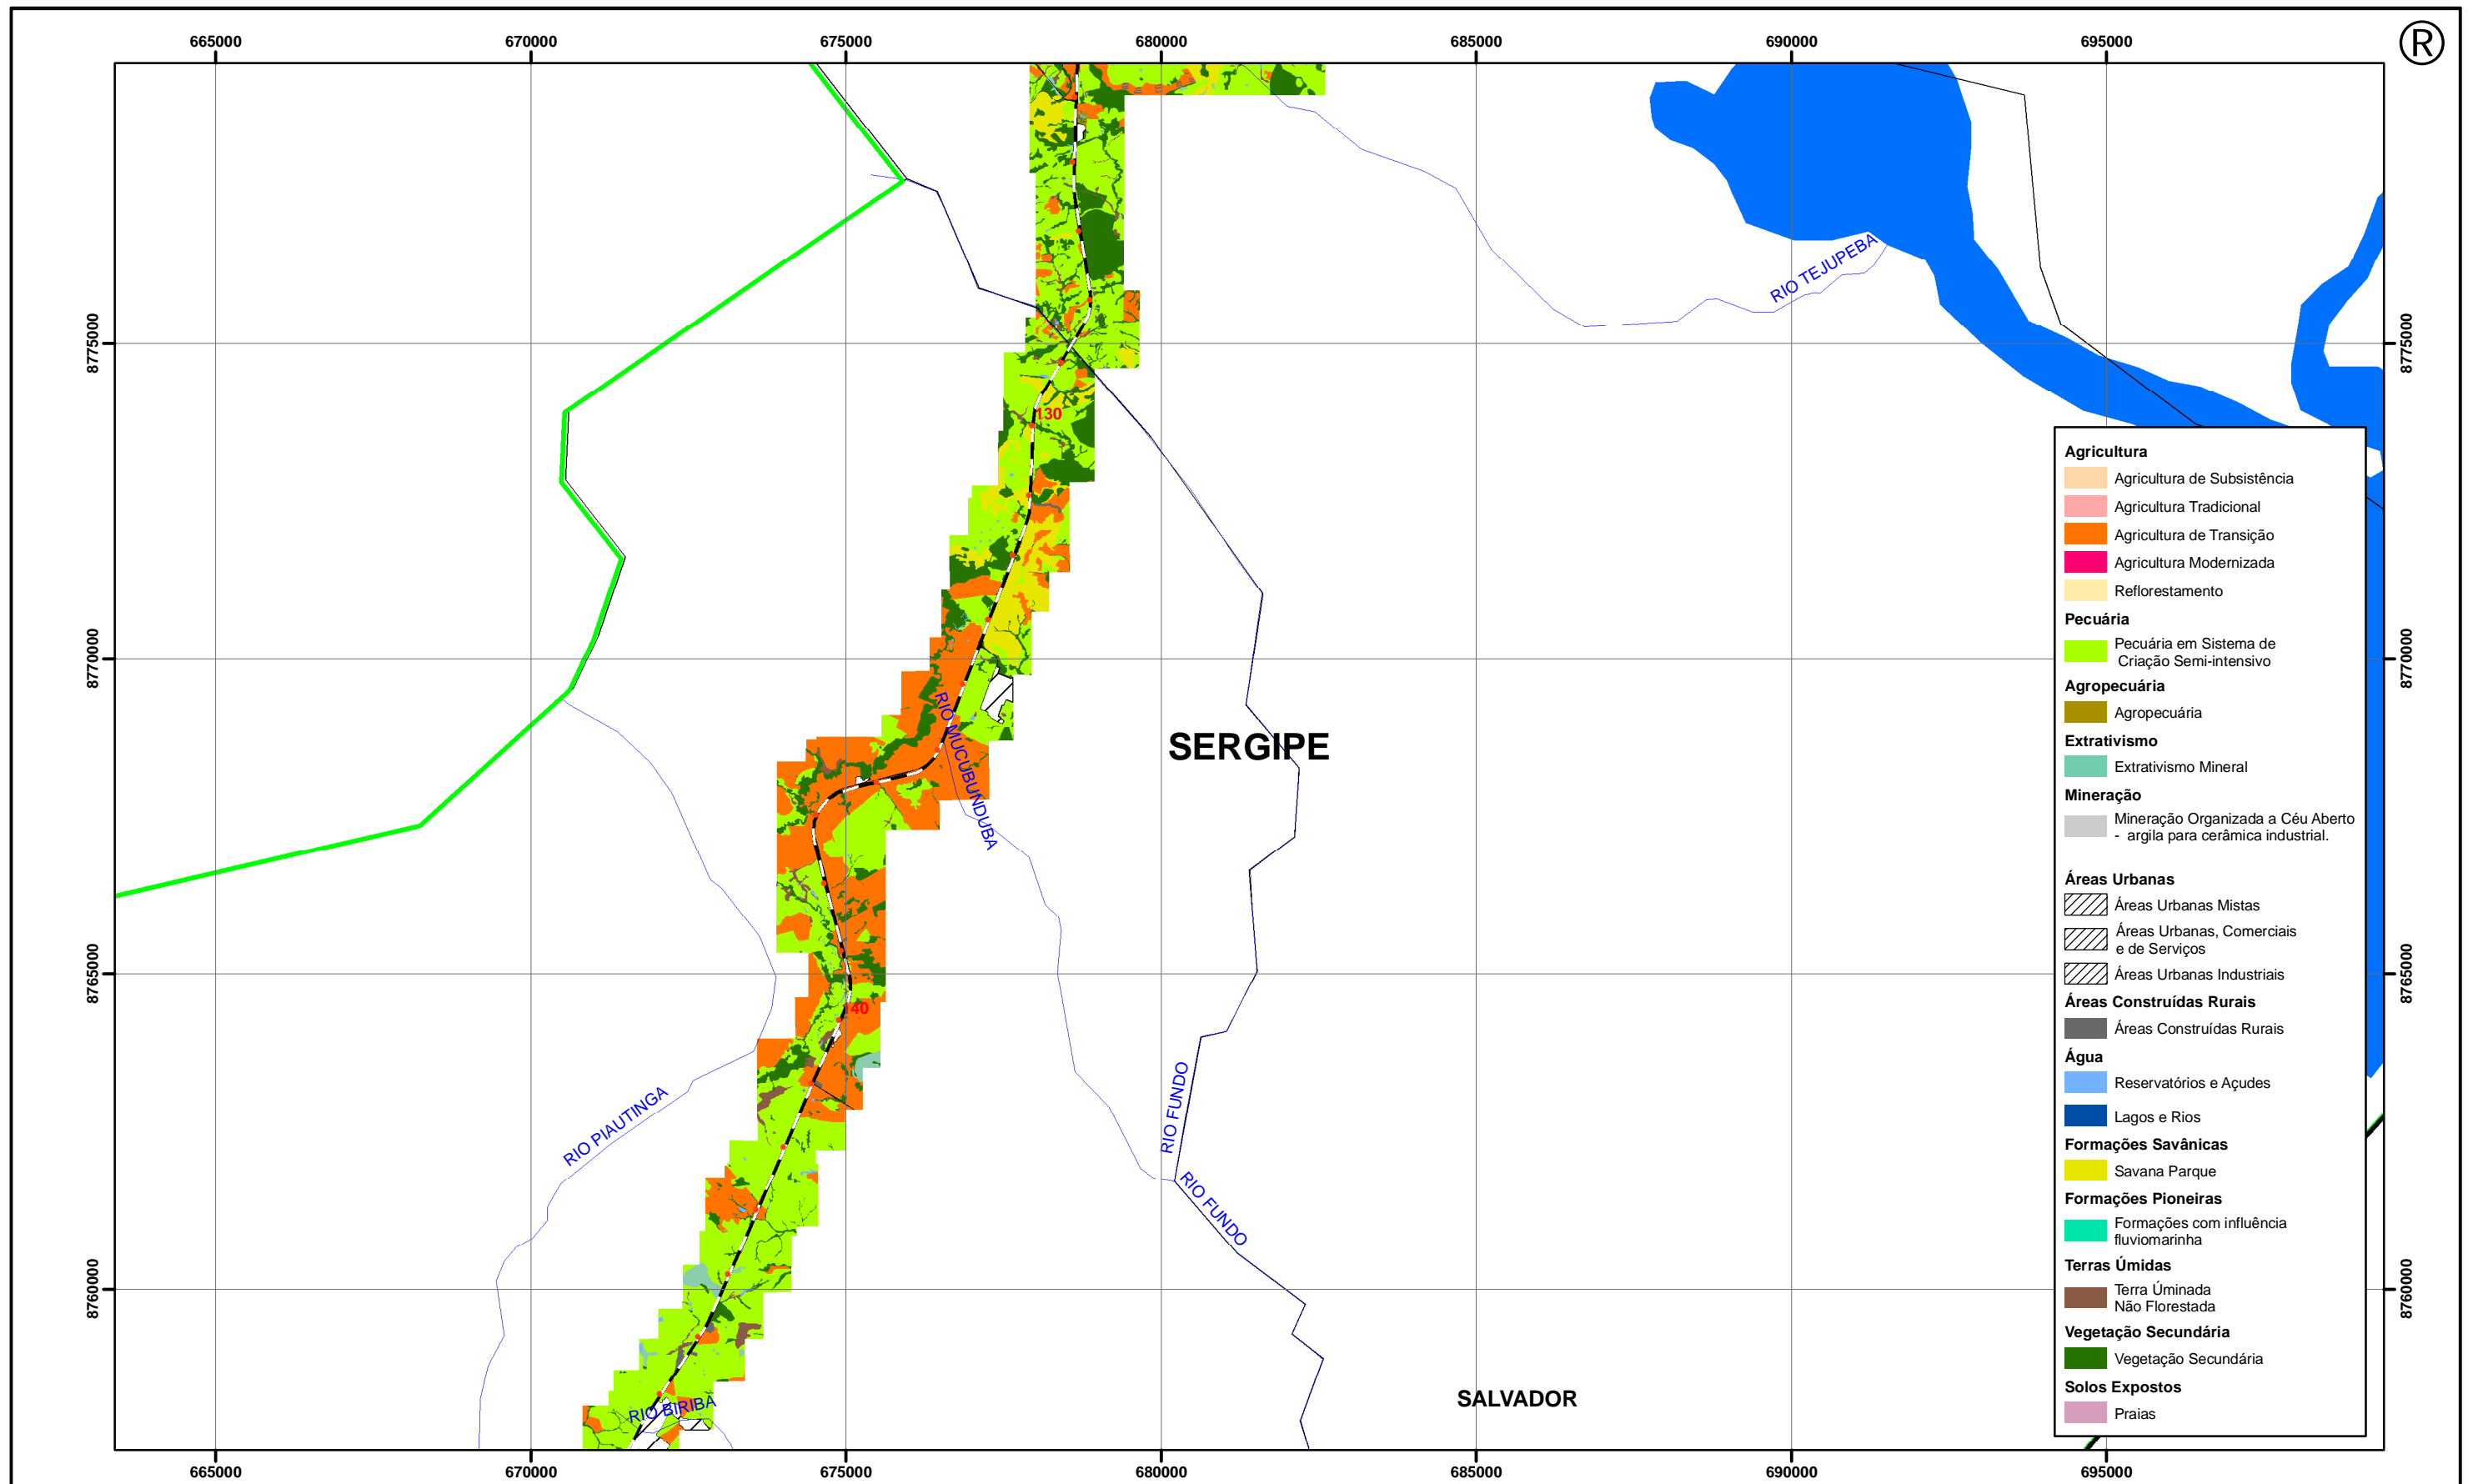 665000 670000 675000 680000 685000 690000 695000
®
RIO TEJUPEBA
8775000
8775000
130
8770000
8770000
RIO MUCUBUNDUBA
SERGIPE
8765000
8765000
140
RIO PIAUTINGA
RIO FUNDO
RIO FUNDO
8760000
8760000
RIO BIRIBA
SALVADOR
Agricultura
Agricultura de Subsistência
Agricultura Tradicional
Agricultura de Transição
Agricultura Modernizada
Reflorestamento
Pecuária
Pecuária em Sistema de
Criação Semi-intensivo
Agropecuária
Agropecuária
Extrativismo
Extrativismo Mineral
Mineração
Mineração Organizada a Céu Aberto
- argila para cerâmica industrial.
Áreas Urbanas
Áreas Urbanas Mistas
Áreas Urbanas, Comerciais
e de Serviços
Áreas Urbanas Industriais
Áreas Construídas Rurais
Áreas Construídas Rurais
Água
Reservatórios e Açudes
Lagos e Rios
Formações Savânicas
Savana Parque
Formações Pioneiras
Formações com influência
fluviomarinha
Terras Úmidas
Terra Úminada
Não Florestada
Vegetação Secundária
Vegetação Secundária
Solos Expostos
Praias
665000 670000 675000 680000 685000 690000 695000